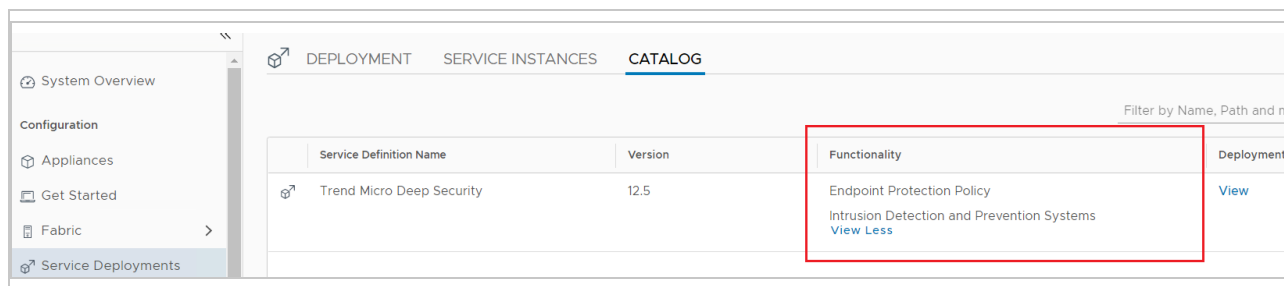 DEPLOYMENT SERVICE INSTANCES CATALOG
System Overview
Configuration
Appliances
Get Started
Fabric
Service Deployments
Filter by Name, Path and
Service Definition Name Version Functionality Deployment
Trend Micro Deep Security 12.5 Endpoint Protection Policy View
Intrusion Detection and Prevention Systems
View Less